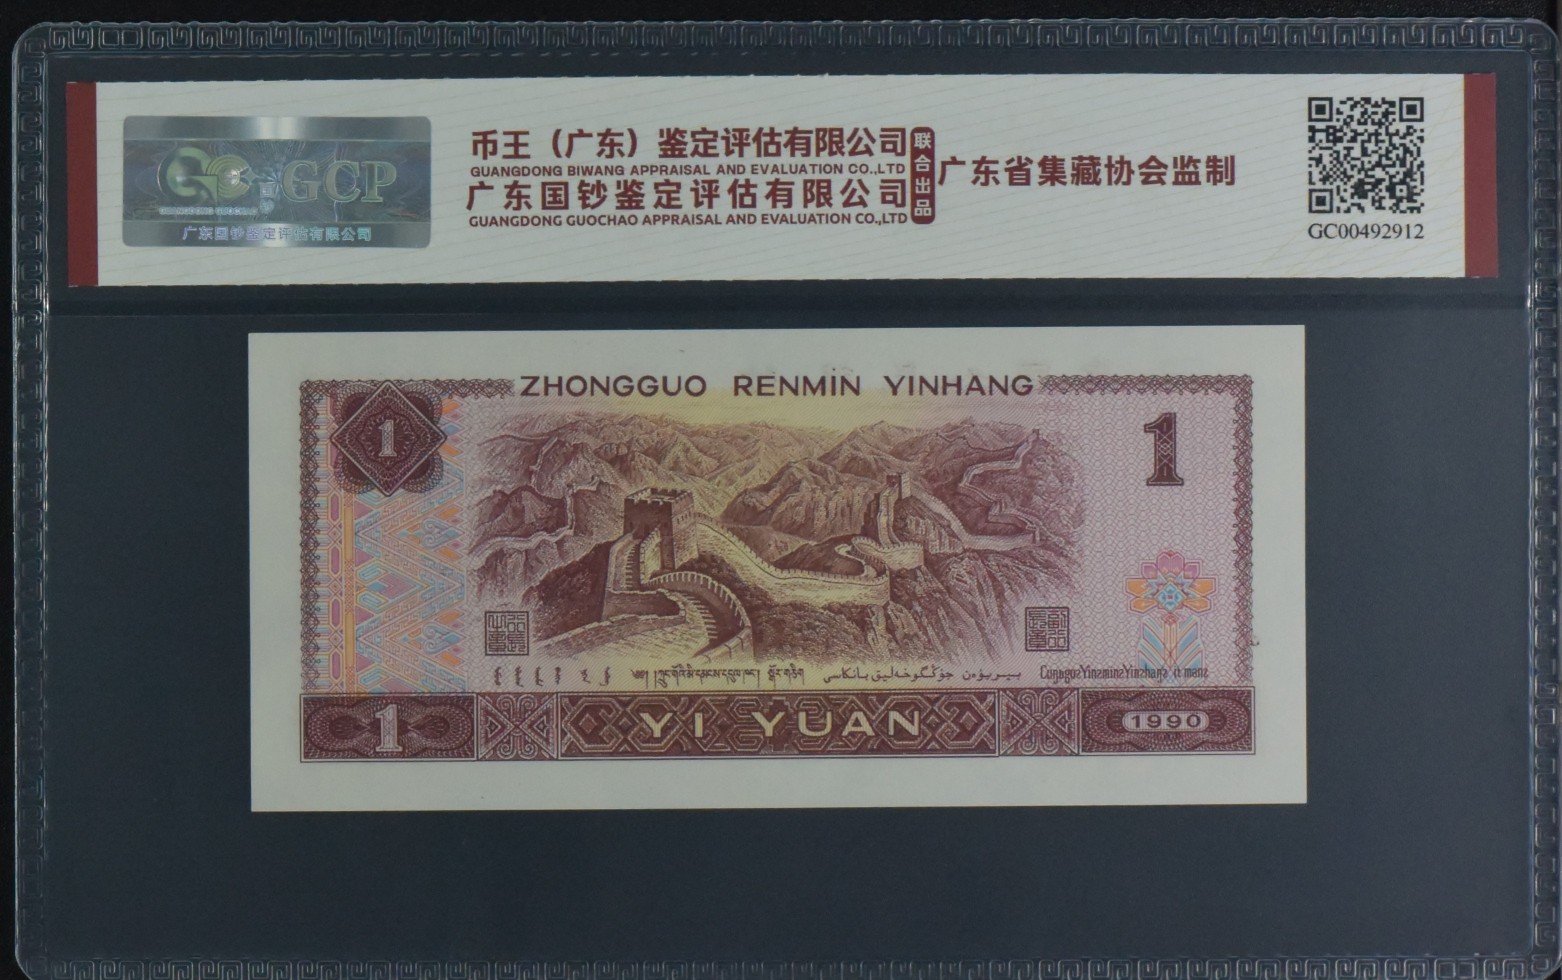 GCP
广东国钞鉴定评估有限公司
币王（广东）鉴定评估有限公司
GUANGDONG BIWANG APPRAISAL AND EVALUATION CO.,LTD
广东国钞鉴定评估有限公司
GUANGDONG GUOCHAO APPRAISAL AND EVALUATION CO.,LTD
联合出品
广东省集藏协会监制
GC00492912
ZHONGGUO RENMIN YINHANG
1
1
1
YI YUAN
1990